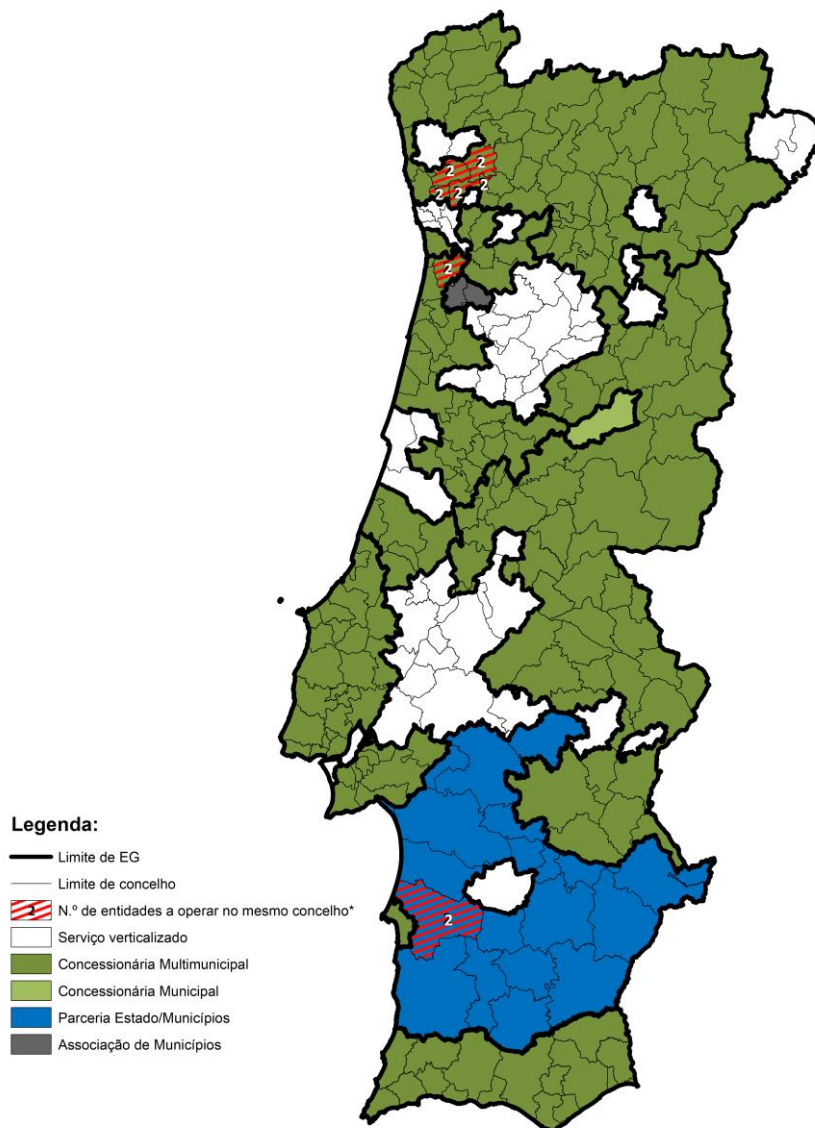 2
2
2
2
2
2
Legenda:
Limite de EG
Limite de concelho
2 N.º de entidades a operar no mesmo concelho*
Serviço verticalizado
2
Concessionária Multimunicipal
Concessionária Municipal
Parceria Estado/Municípios
Associação de Municípios